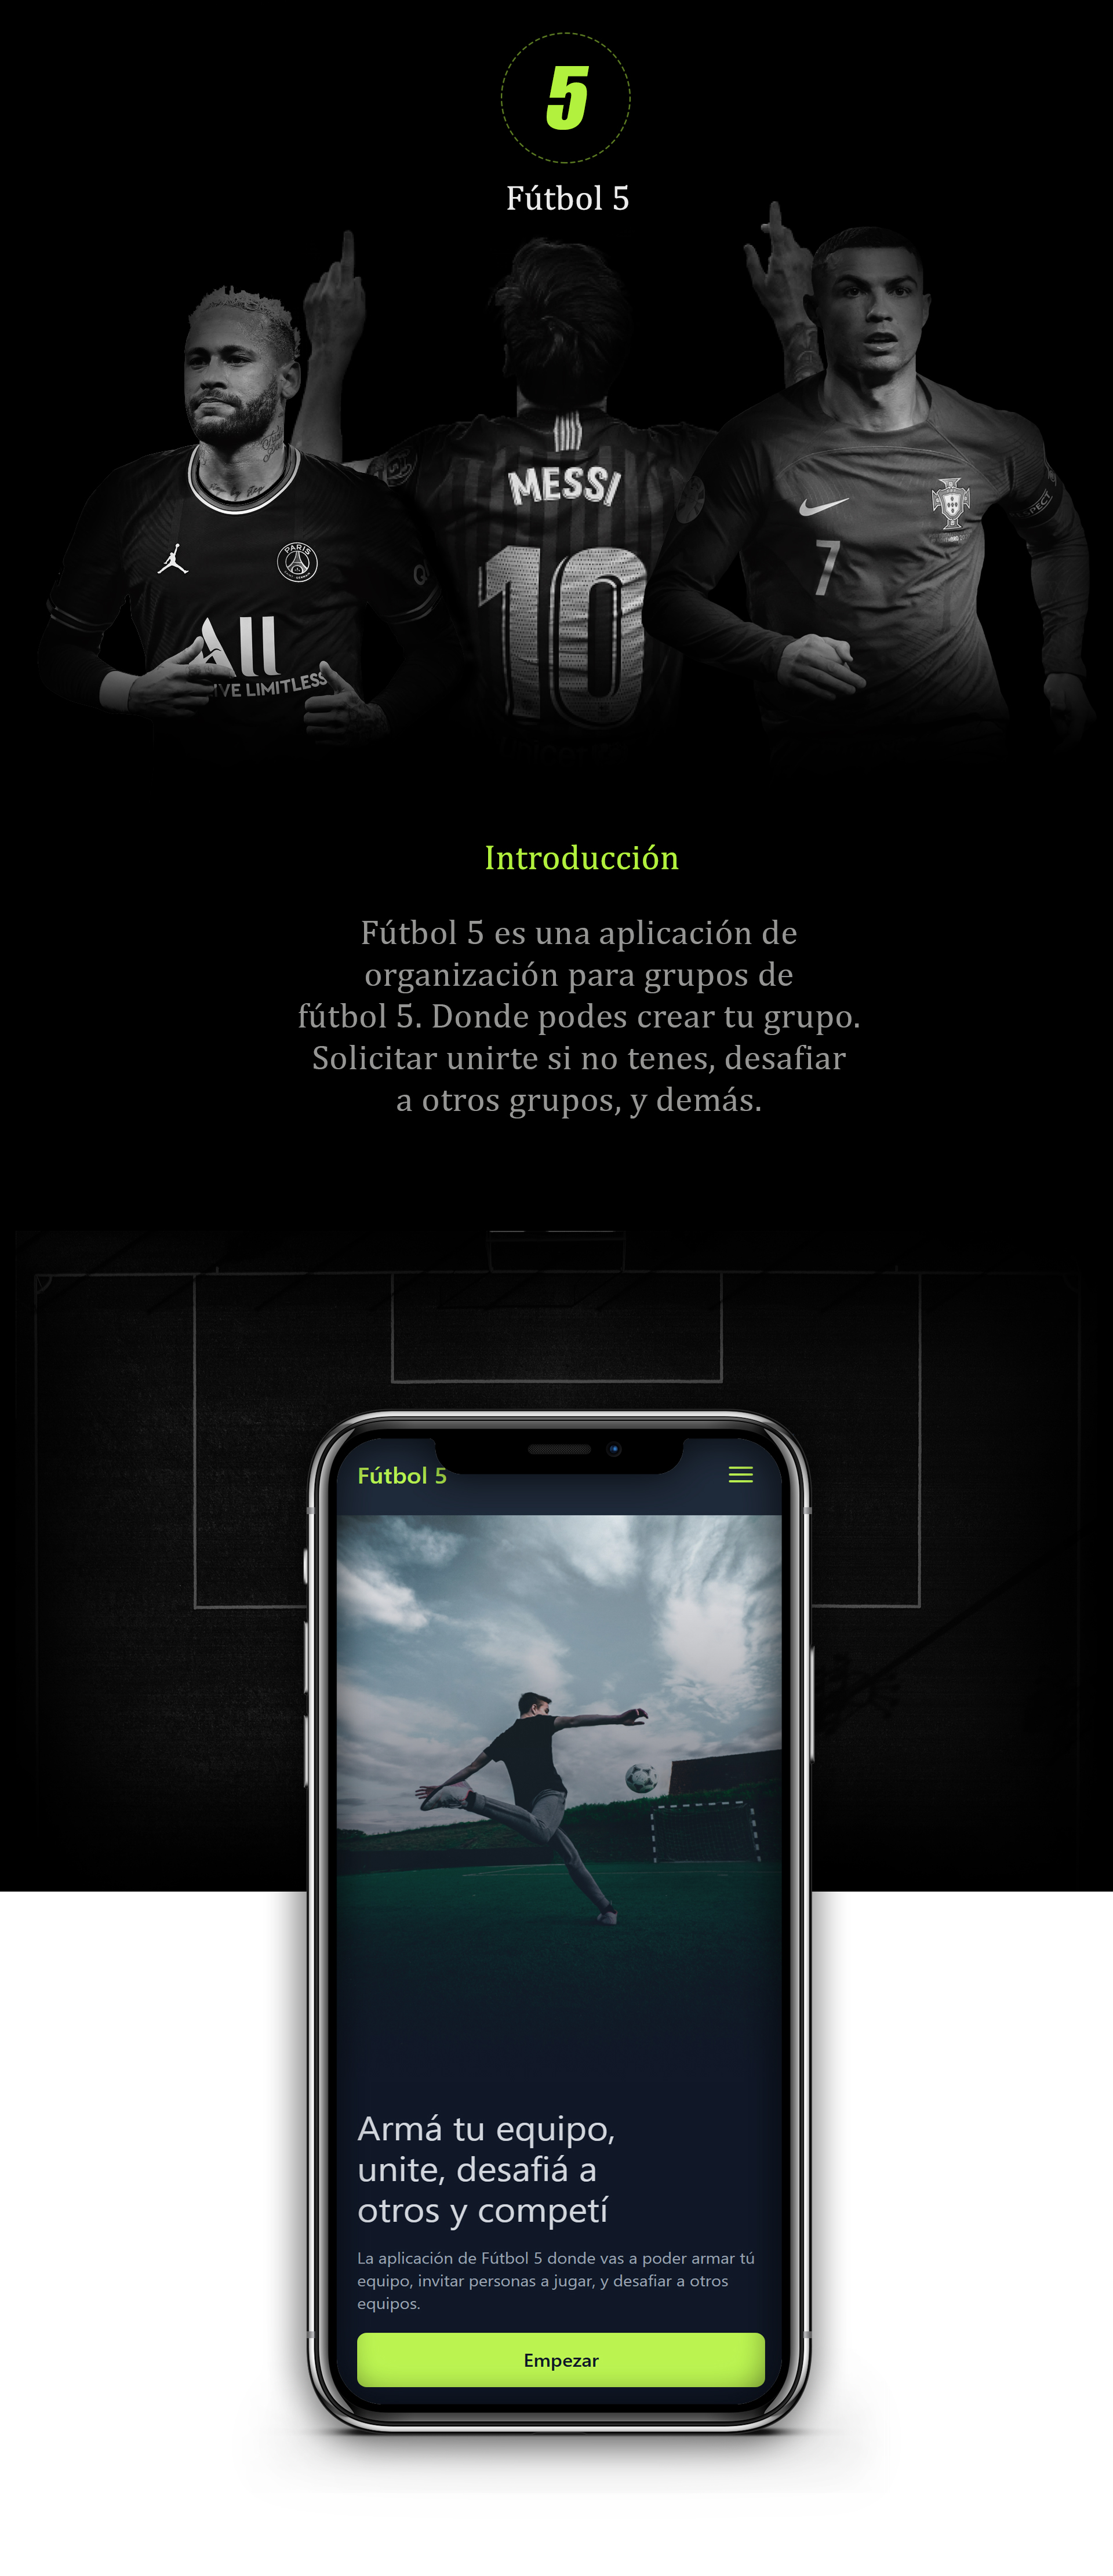 5
Fútbol 5
MESSI
10
PARIS
7
All
LIVE LIMITLESS
Introducción
Fútbol 5 es una aplicación de
organización para grupos de
fútbol 5. Donde podes crear tu grupo.
Solicitar unirte si no tenes, desafiar
a otros grupos, y demás.
Fútbol 5
Armá tu equipo,
unite, desafiá a
otros y competí
La aplicación de Fútbol 5 donde vas a poder armar tú
equipo, invitar personas a jugar, y desafiar a otros
equipos.
Empezar